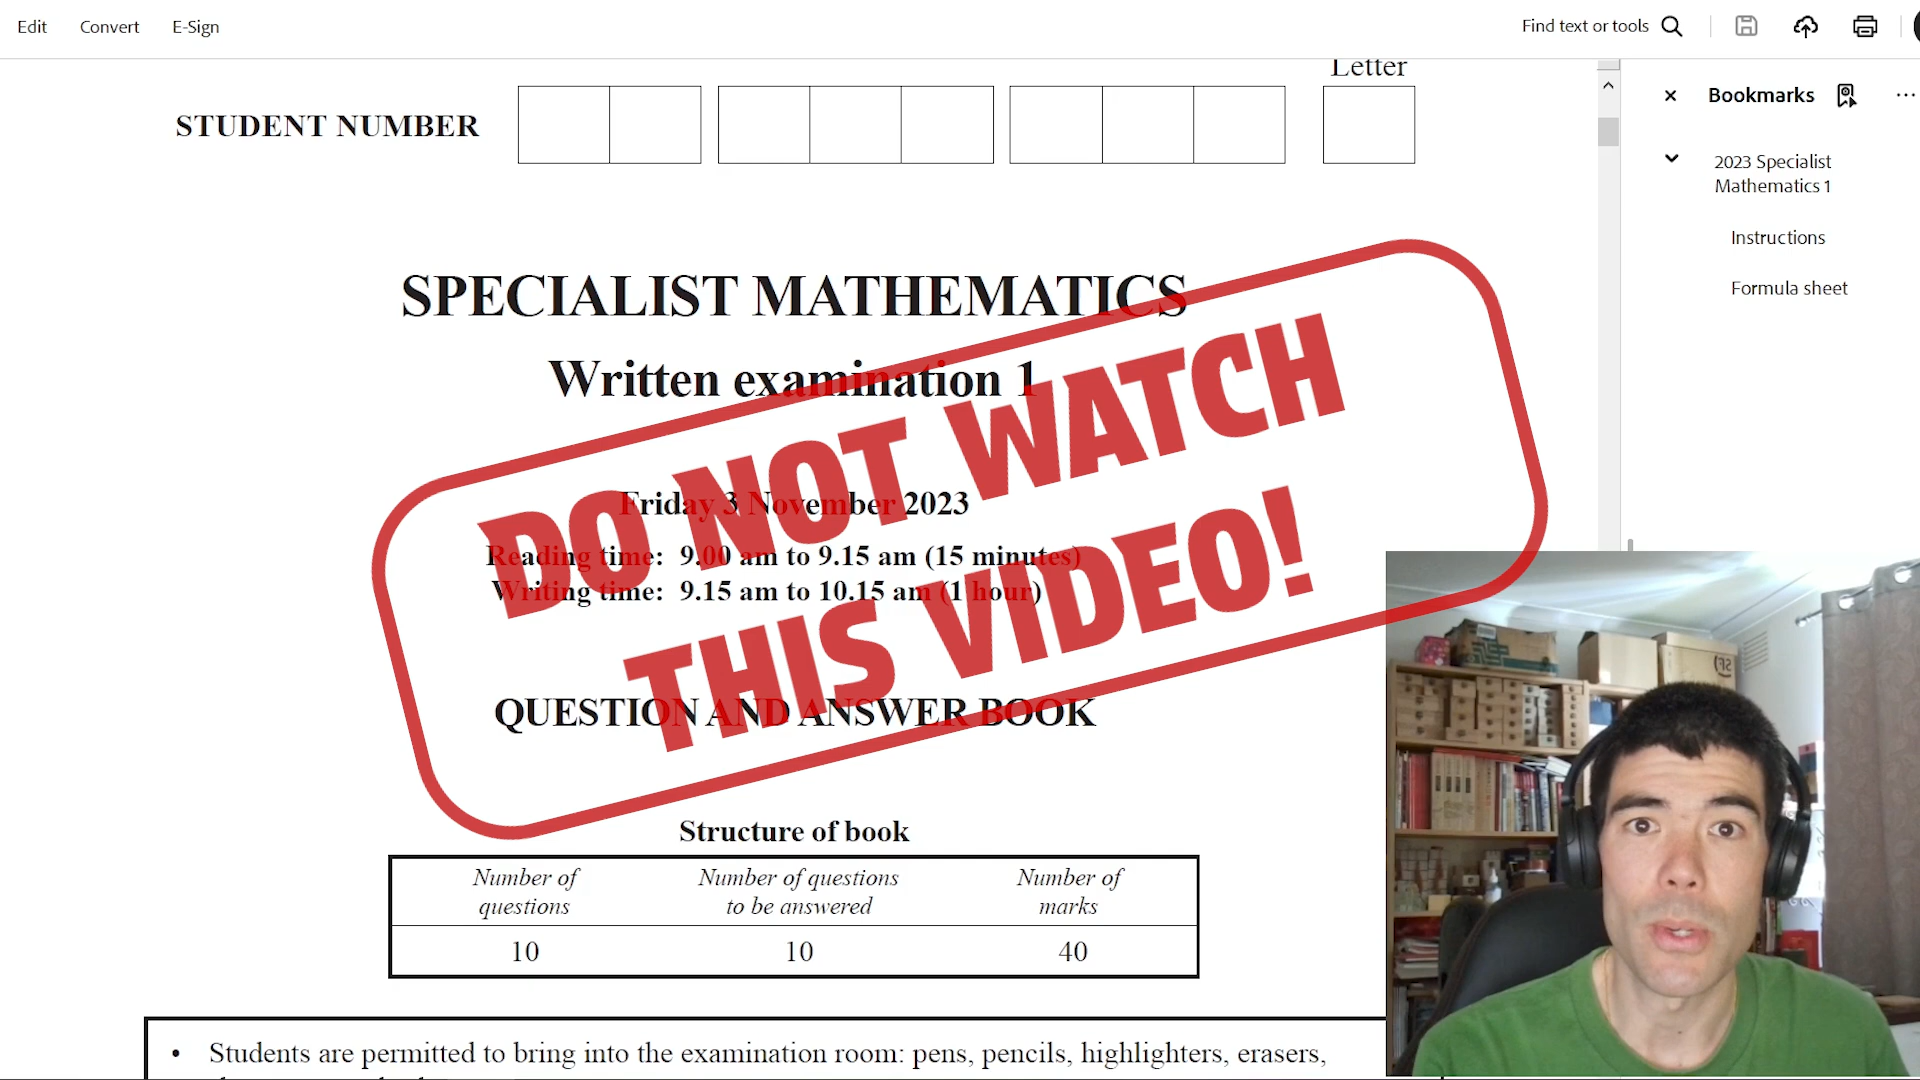 Edit Convert E-Sign Find text or tools
Letter
STUDENT NUMBER
Bookmarks
2023 Specialist
Mathematics 1
Instructions
Formula sheet
SPECIALIST MATHEMATICS
Written examination 1
Friday 3 November 2023
Reading time: 9.00 am to 9.15 am (15 minutes)
Writing time: 9.15 am to 10.15 am (1 hour)
DO NOT WATCH
THIS VIDEO!
QUESTION AND ANSWER BOOK
Structure of book
Number of questions
Number of questions to be answered
Number of marks
10 10 40
• Students are permitted to bring into the examination room: pens, pencils, highlighters, erasers,